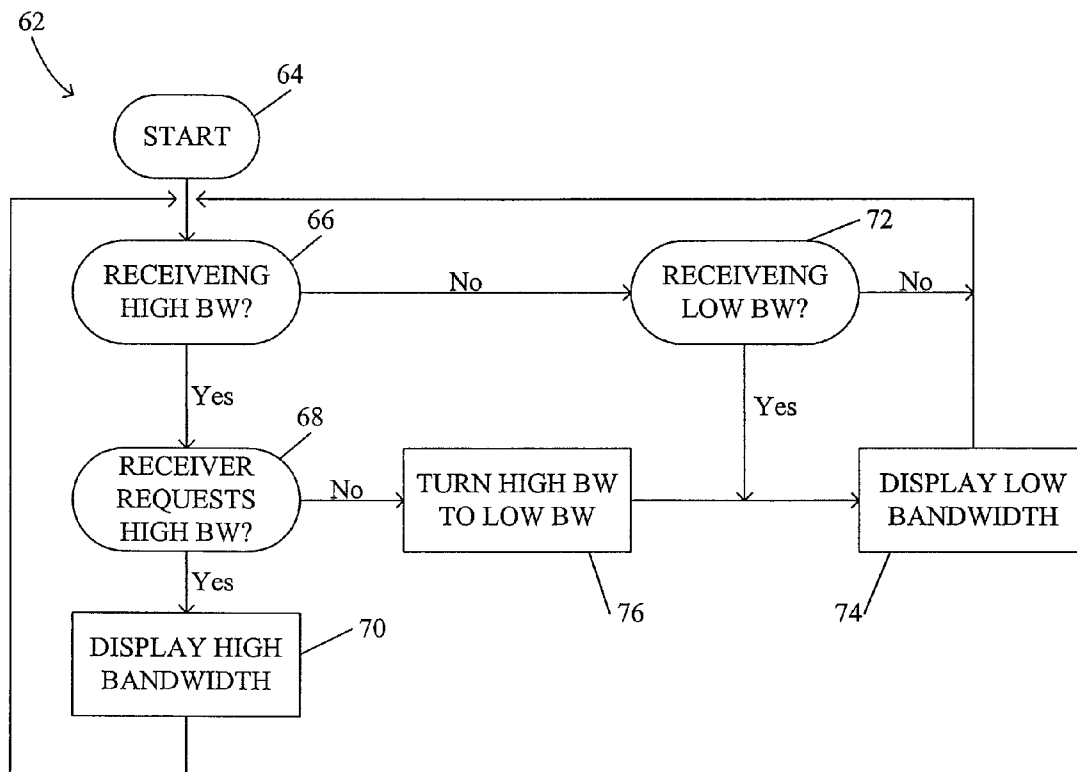 62
64
START
66
72
RECEIVEING
HIGH BW?
No
RECEIVEING
LOW BW?
No
Yes
Yes
68
RECEIVER
REQUESTS
HIGH BW?
No
TURN HIGH BW
TO LOW BW
DISPLAY LOW
BANDWIDTH
Yes
76
74
70
DISPLAY HIGH
BANDWIDTH